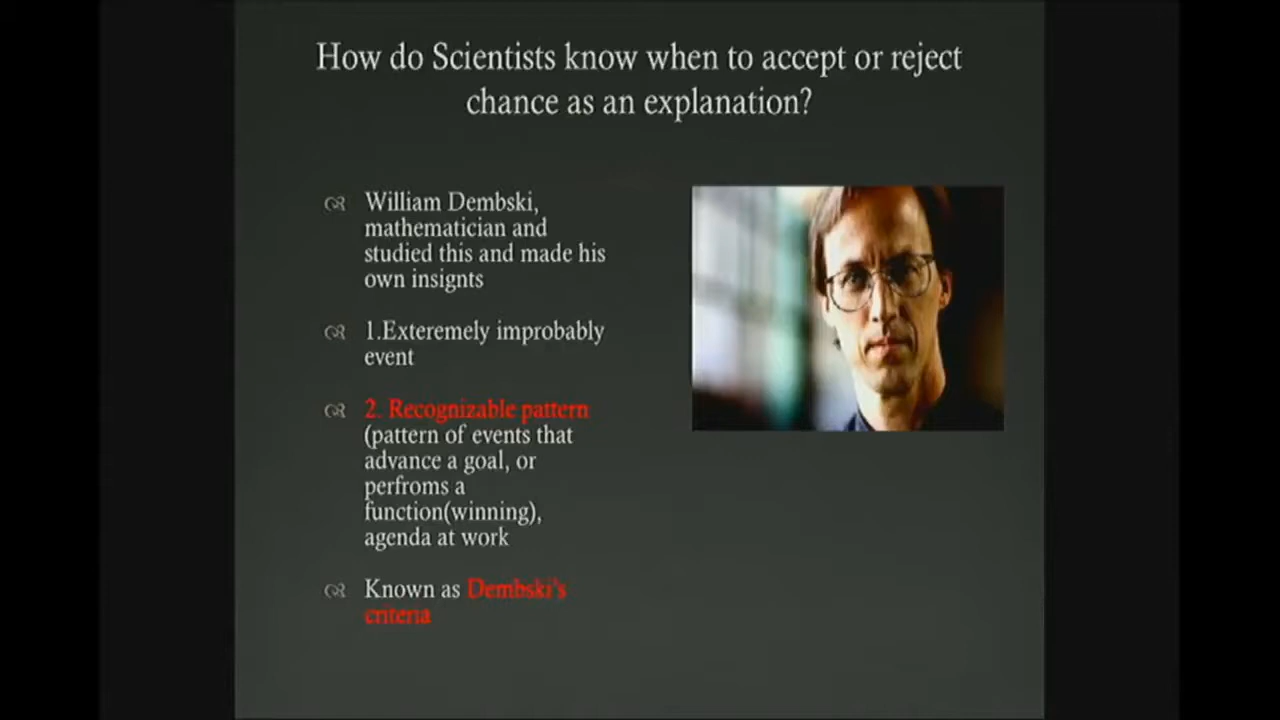 How do Scientists know when to accept or reject
chance as an explanation?
William Dembski,
mathematician and
studied this and made his
own insignts
1.Exteremely improbably
event
2. Recognizable pattern
(pattern of events that
advance a goal, or
perfroms a
function(winning),
agenda at work
Known as Dembski's
criteria